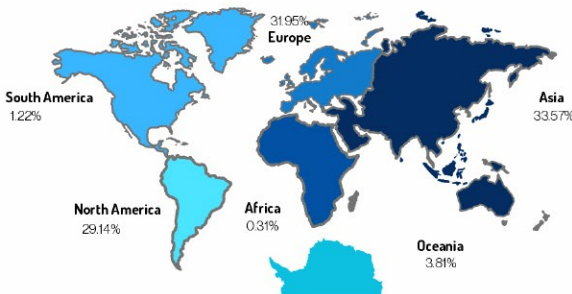 31.95%
Europe
South America
1.22%
Asia
33.57%
North America
29.14%
Africa
0.31%
Oceania
3.81%